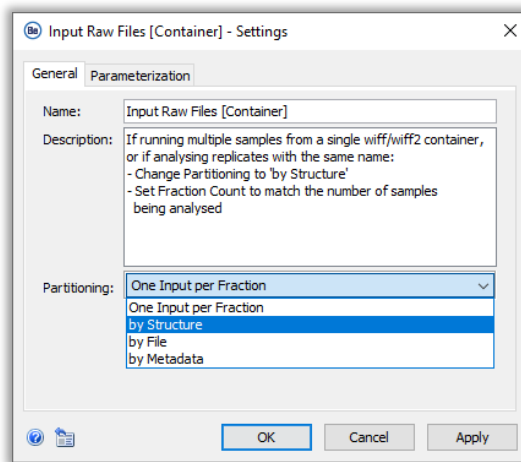 Be Input Raw Files [Container] - Settings
General Parameterization
Name: Input Raw Files [Container]
Description: If running multiple samples from a single wiff/wiff2 container,
or if analysing replicates with the same name:
- Change Partitioning to 'by Structure'
- Set Fraction Count to match the number of samples
being analysed
Partitioning: One Input per Fraction
One Input per Fraction
by Structure
by File
by Metadata
? OK Cancel Apply